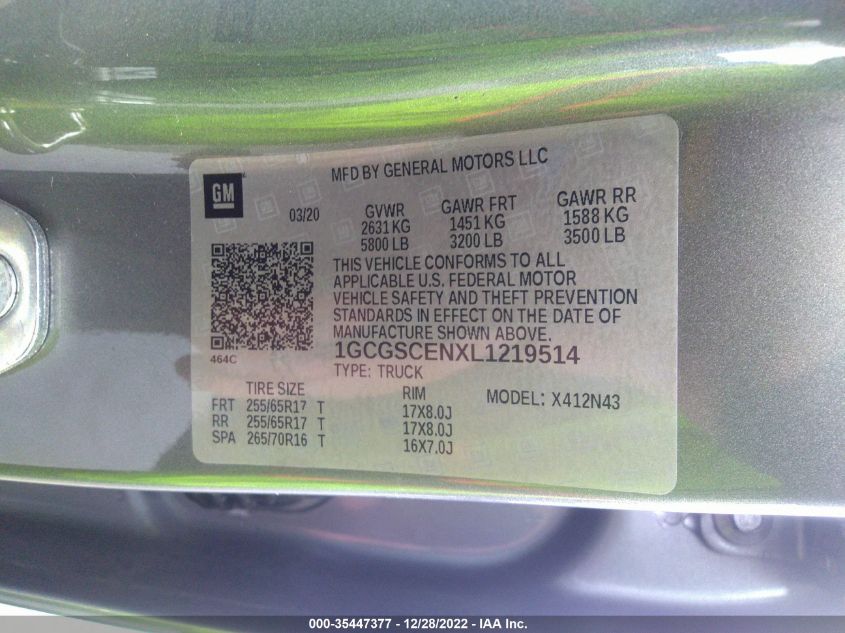 MFD BY GENERAL MOTORS LLC
GM
03/20
GVWR GAWR FRT GAWR RR
2631 KG 1451 KG 1588 KG
5800 LB 3200 LB 3500 LB
THIS VEHICLE CONFORMS TO ALL
APPLICABLE U.S. FEDERAL MOTOR
VEHICLE SAFETY AND THEFT PREVENTION
STANDARDS IN EFFECT ON THE DATE OF
MANUFACTURE SHOWN ABOVE.
464C
1GCGSCENXL1219514
TYPE: TRUCK
TIRE SIZE RIM MODEL: X412N43
FRT 255/65R17 T 17X8.0J
RR 255/65R17 T 17X8.0J
SPA 265/70R16 T 16X7.0J
000-35447377 - 12/28/2022 - IAA Inc.